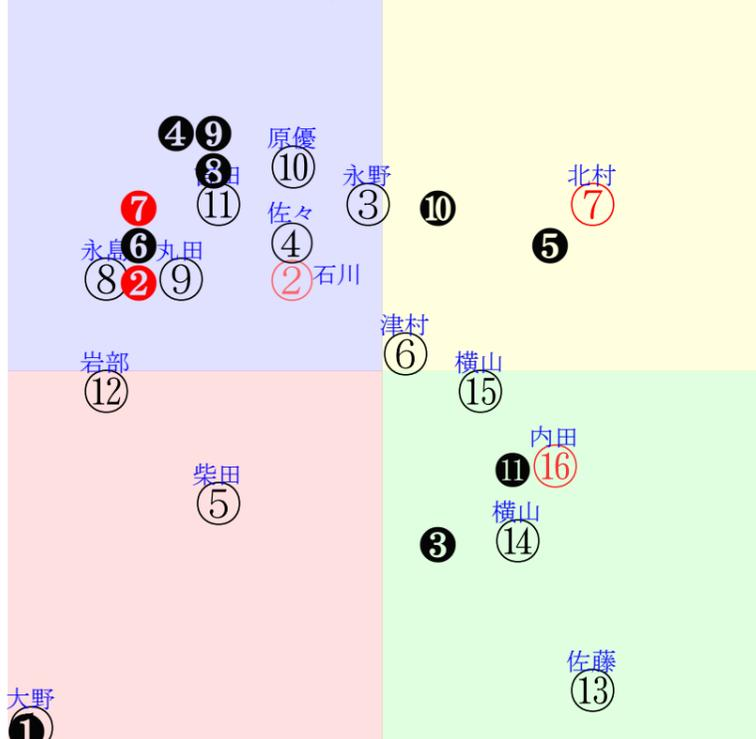 ❹ ❾ 原優
❽ ⑩ 永野 北村
❼ ⑪ 佐々 ③ ❿ ⑦
永島 ❻ 丸田 ④ ❺
⑧ ❷ ⑨ ② 石川
津村
岩部 ⑥ 横山
⑫ ⑮
内田
柴田 ⓫ ⑯
⑤ 横山
❸ ⑭
佐藤
大野 ⑬
❶